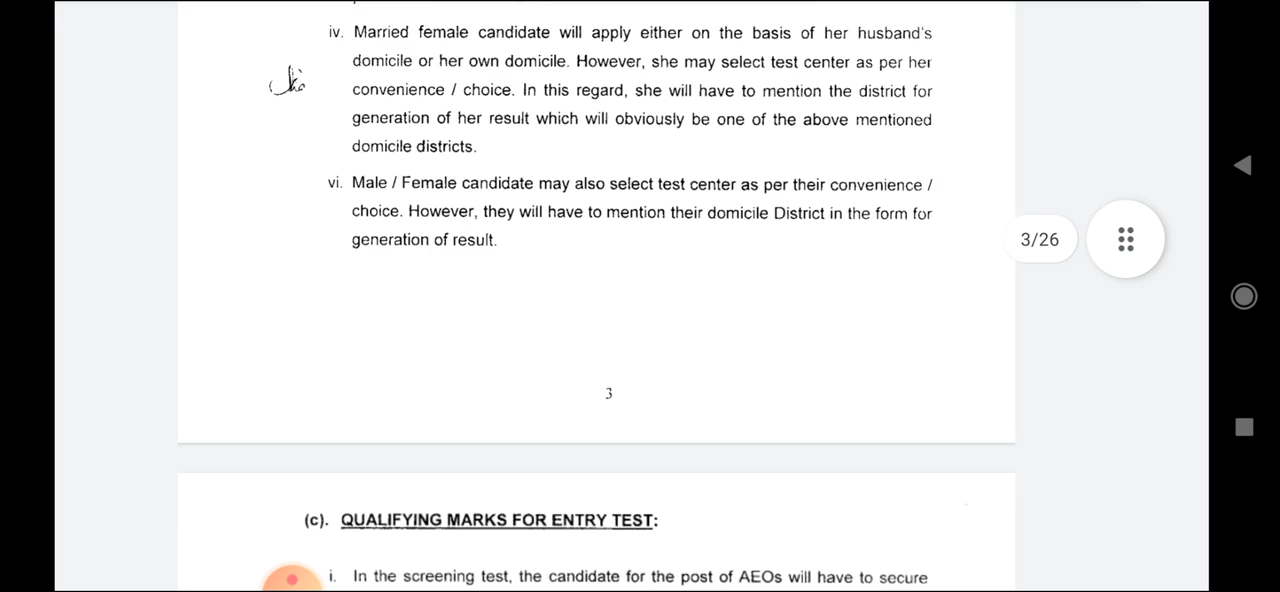 iv. Married female candidate will apply either on the basis of her husband's
domicile or her own domicile. However, she may select test center as per her
convenience / choice. In this regard, she will have to mention the district for
generation of her result which will obviously be one of the above mentioned
domicile districts.
vi. Male / Female candidate may also select test center as per their convenience /
choice. However, they will have to mention their domicile District in the form for
generation of result.
3/26
3
(c). QUALIFYING MARKS FOR ENTRY TEST:
i. In the screening test, the candidate for the post of AEOs will have to secure